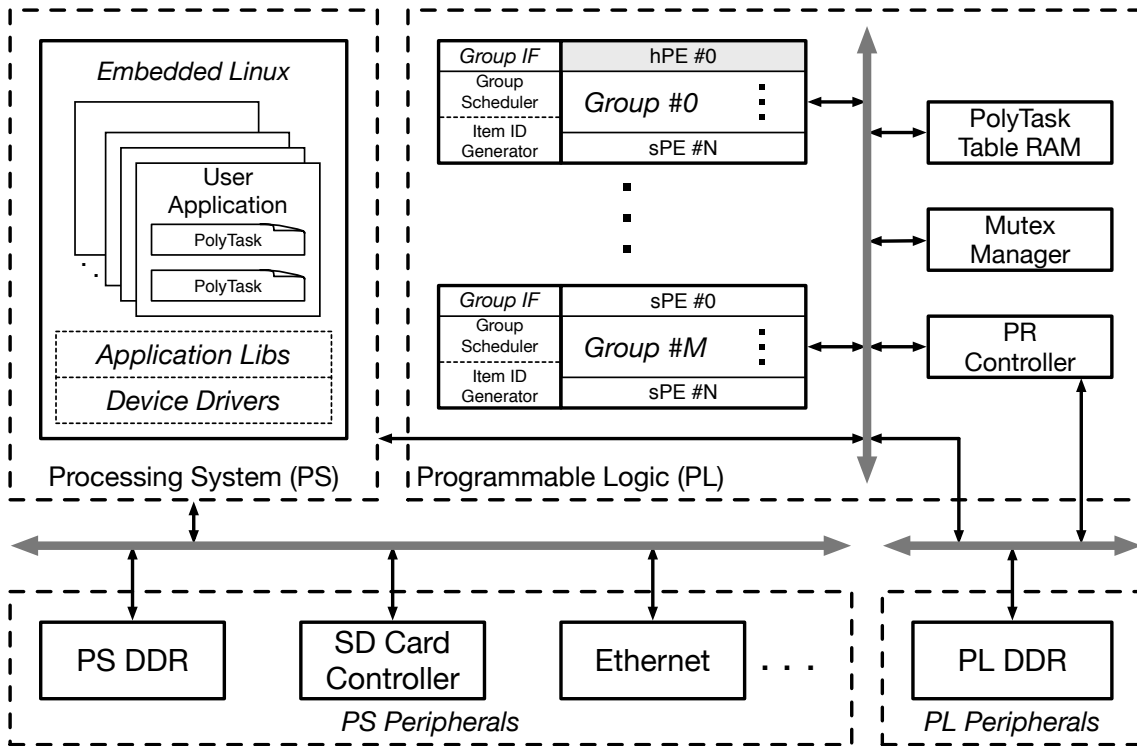 Embedded Linux
User
Application
PolyTask
PolyTask
Application Libs
Device Drivers
Processing System (PS)
Group IF
hPE #0
Group
Scheduler
Group #0
Item ID
Generator
sPE #N
Group IF
sPE #0
Group
Scheduler
Group #M
Item ID
Generator
sPE #N
PolyTask
Table RAM
Mutex
Manager
PR
Controller
Programmable Logic (PL)
PS DDR
SD Card
Controller
Ethernet
. . .
PS Peripherals
PL DDR
PL Peripherals